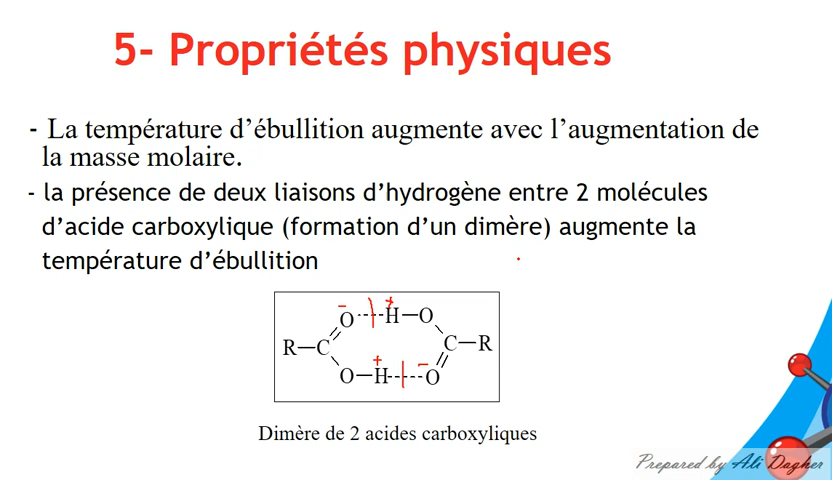 5- Propriétés physiques
- La température d’ébullition augmente avec l’augmentation de
la masse molaire.
- la présence de deux liaisons d’hydrogène entre 2 molécules
d’acide carboxylique (formation d’un dimère) augmente la
température d’ébullition
- +
O H—O
R—C C—R
+ -
O—H O
Dimère de 2 acides carboxyliques
Prepared by Ali Dagher